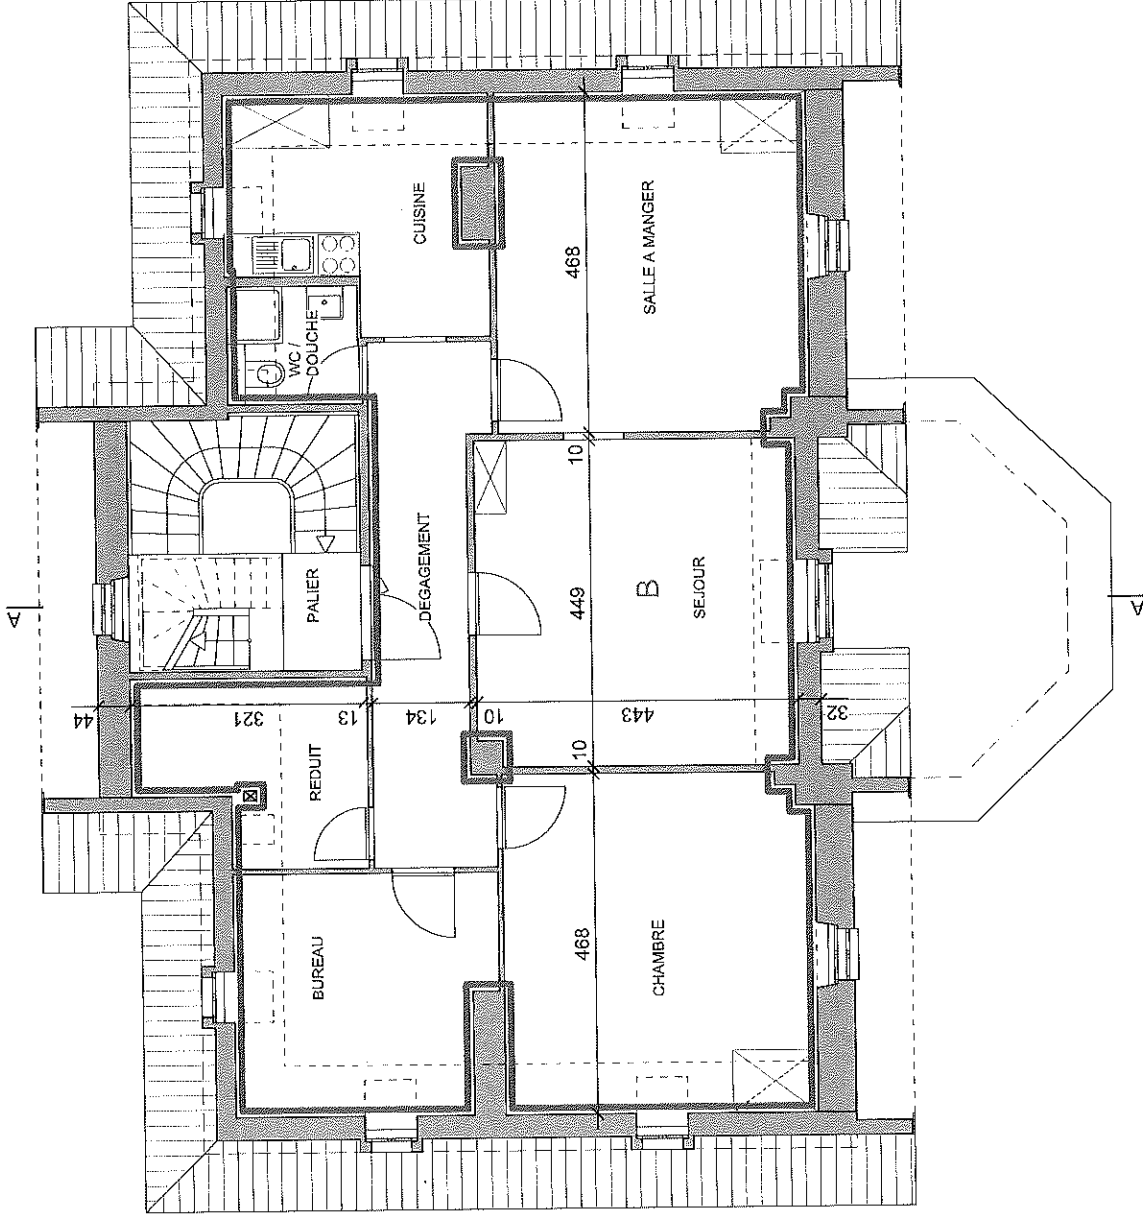 A
CUISINE
WC /
DOUCHE
468
SALLE A MANGER
PALIER
DEGAGEMENT
10
449
B
SEJOUR
44
321
13
134
10
443
32
10
REDUIT
BUREAU
468
CHAMBRE
A